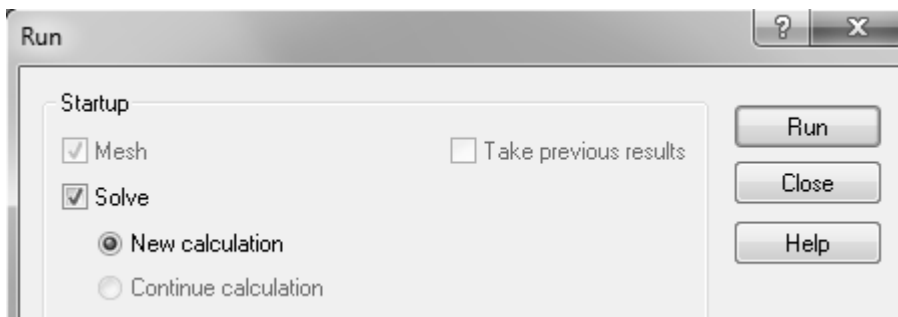 Run
Startup
Mesh
Take previous results
Solve
New calculation
Continue calculation
Run
Close
Help